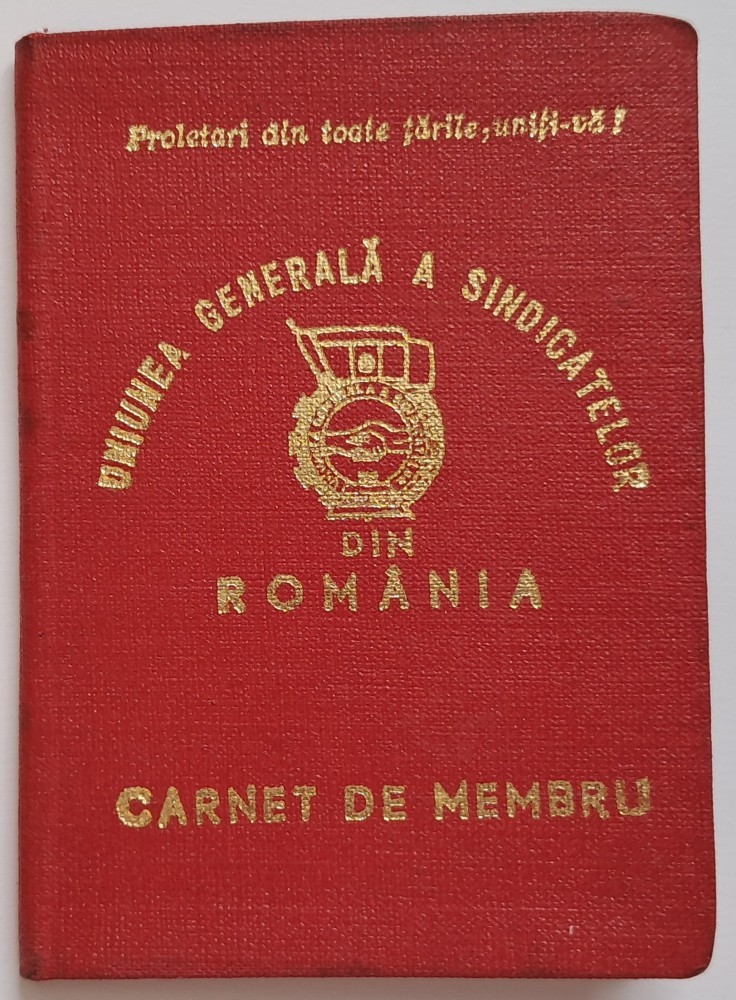 Proletari din toate țările, uniți-vă!
UNIUNEA GENERALĂ A SINDICATELOR
DIN
ROMÂNIA
CARNET DE MEMBRU